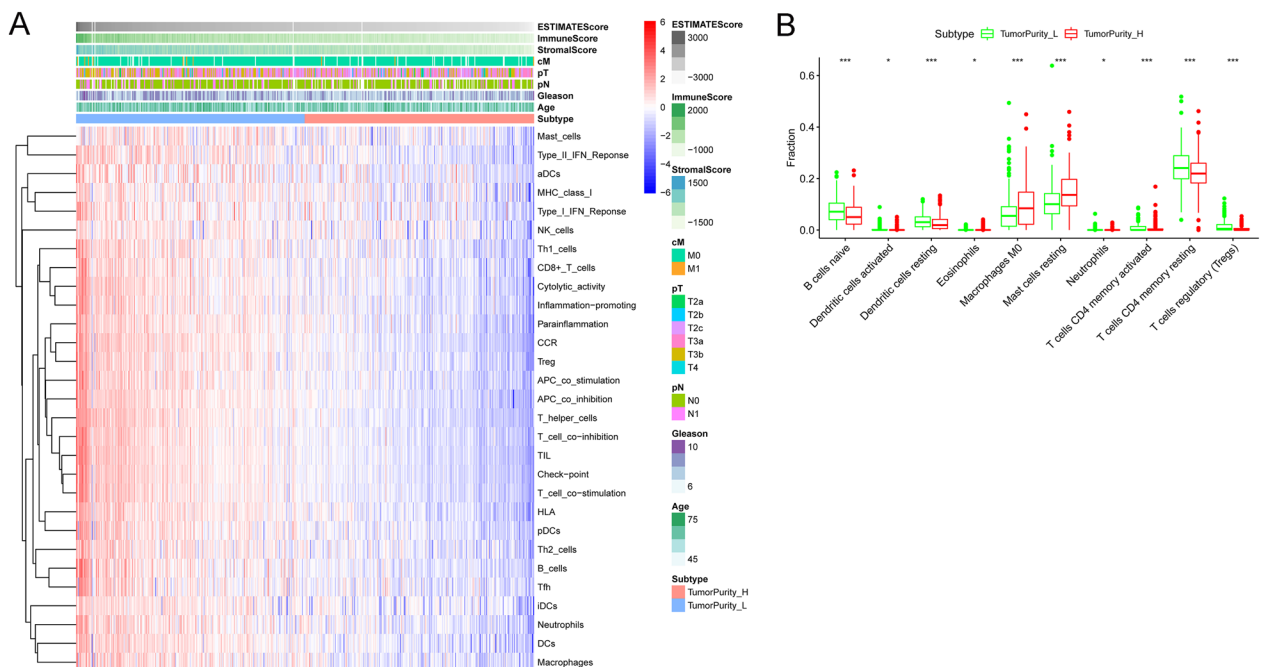 A
ESTIMATEScore
ImmuneScore
StromalScore
cM
pT
pN
Gleason
Age
Subtype
Mast_cells
Type_II_IFN_Reponse
aDCs
MHC_class_I
Type_I_IFN_Reponse
NK_cells
Th1_cells
CD8+_T_cells
Cytolytic_activity
Inflammation−promoting
Parainflammation
CCR
Treg
APC_co_stimulation
APC_co_inhibition
T_helper_cells
T_cell_co−inhibition
TIL
Check−point
T_cell_co−stimulation
HLA
pDCs
Th2_cells
B_cells
Tfh
iDCs
Neutrophils
DCs
Macrophages
6
4
2
0
−2
−4
−6
ESTIMATEScore
3000
−3000
ImmuneScore
2000
−1000
StromalScore
1500
−1500
cM
M0
M1
pT
T2a
T2b
T2c
T3a
T3b
T4
pN
N0
N1
Gleason
10
6
Age
75
45
Subtype
TumorPurity_H
TumorPurity_L
B
Subtype TumorPurity_L TumorPurity_H
*** * *** * *** *** * *** *** ***
Fraction
0.6
0.4
0.2
0.0
B cells naive
Dendritic cells activated
Dendritic cells resting
Eosinophils
Macrophages M0
Mast cells resting
Neutrophils
T cells CD4 memory activated
T cells CD4 memory resting
T cells regulatory (Tregs)